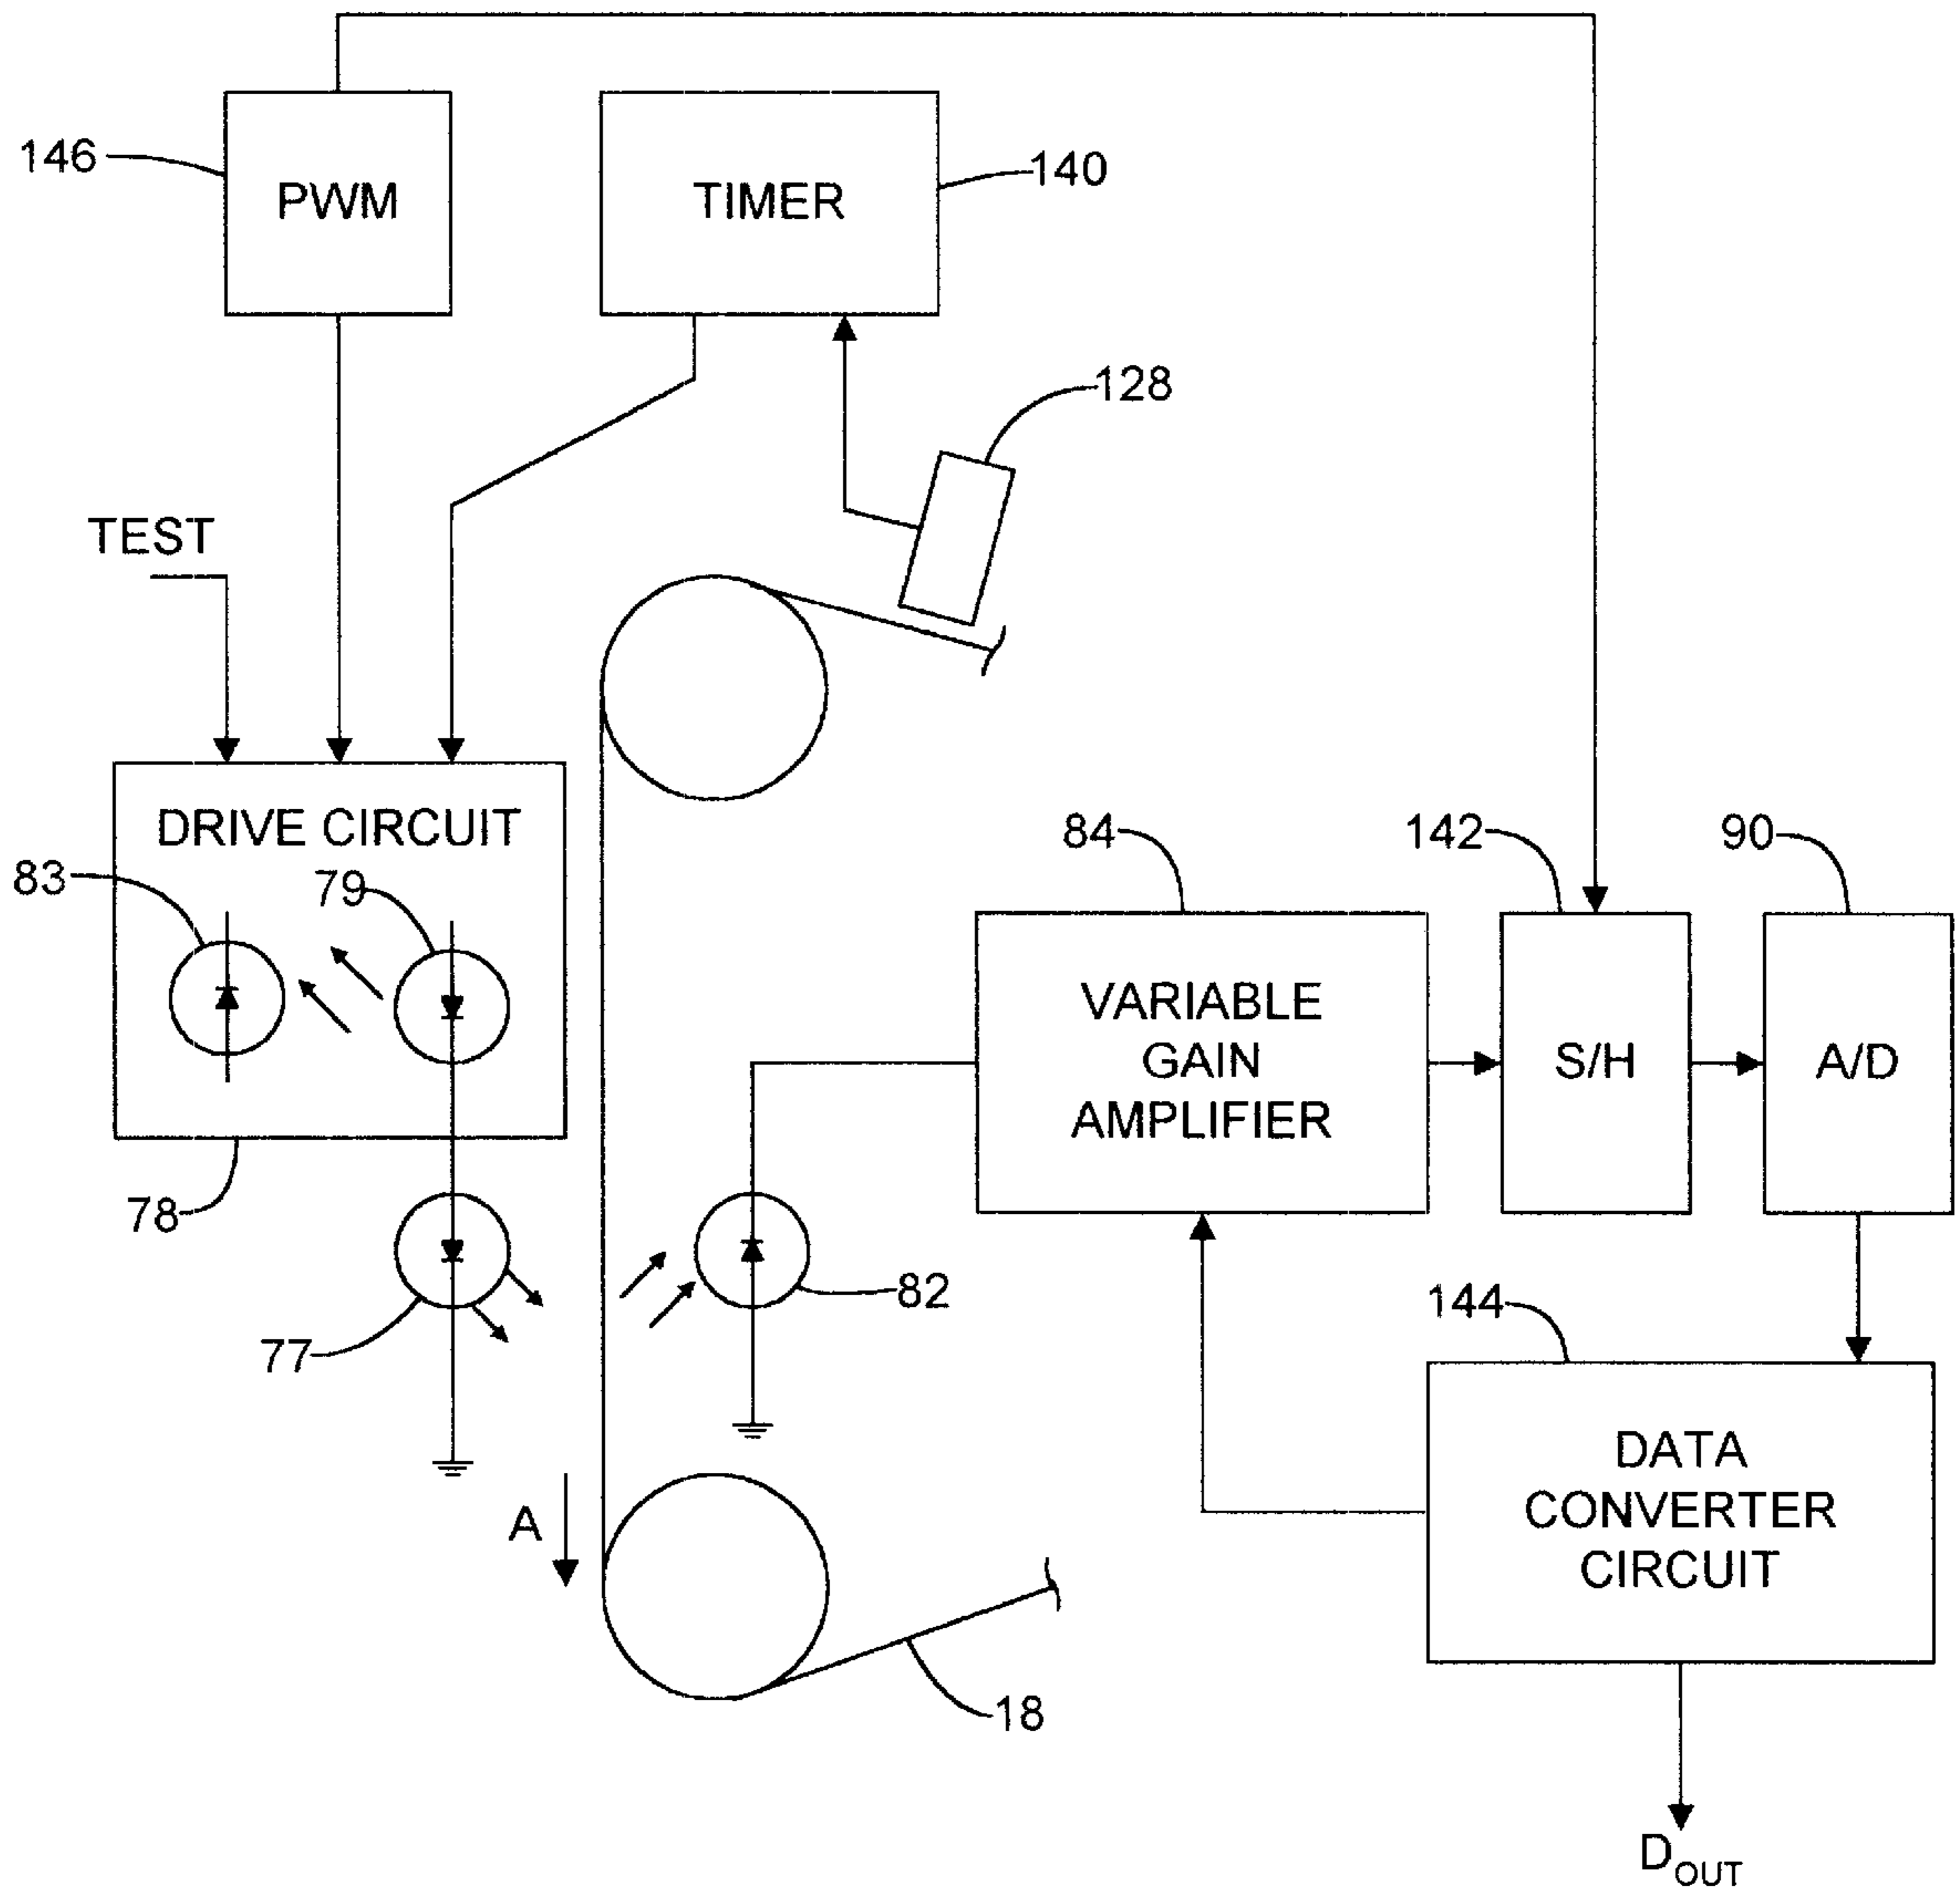 146
PWM
TIMER
140
128
TEST
DRIVE CIRCUIT
83
79
84
142
90
VARIABLE
GAIN
AMPLIFIER
S/H
A/D
78
77
82
144
DATA
CONVERTER
CIRCUIT
A
18
DOUT